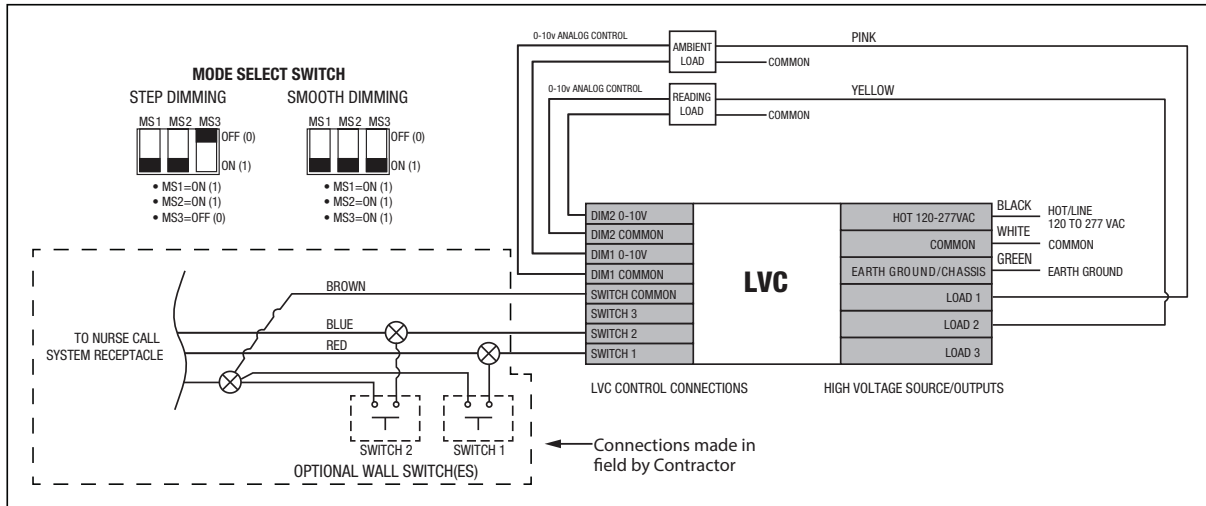 MODE SELECT SWITCH
STEP DIMMING
MS1 MS2 MS3
OFF (0)
ON (1)
• MS1=ON (1)
• MS2=ON (1)
• MS3=OFF (0)
SMOOTH DIMMING
MS1 MS2 MS3
OFF (0)
ON (1)
• MS1=ON (1)
• MS2=ON (1)
• MS3=ON (1)
0-10v ANALOG CONTROL
AMBIENT
LOAD
PINK
COMMON
0-10v ANALOG CONTROL
READING
LOAD
YELLOW
COMMON
DIM2 0-10V
DIM2 COMMON
DIM1 0-10V
DIM1 COMMON
SWITCH COMMON
SWITCH 3
SWITCH 2
SWITCH 1
LVC
HOT 120-277VAC
COMMON
EARTH GROUND/CHASSIS
LOAD 1
LOAD 2
LOAD 3
BLACK
HOT/LINE
120 TO 277 VAC
WHITE
COMMON
GREEN
EARTH GROUND
LVC CONTROL CONNECTIONS
HIGH VOLTAGE SOURCE/OUTPUTS
BROWN
BLUE
RED
TO NURSE CALL
SYSTEM RECEPTACLE
SWITCH 2
SWITCH 1
OPTIONAL WALL SWITCH(ES)
Connections made in
field by Contractor